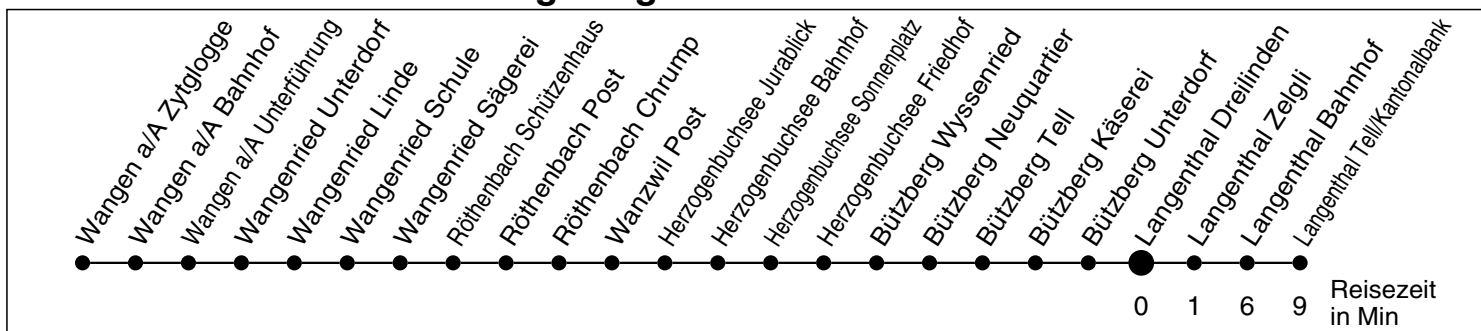 Wangen a/A Zytglogge
Wangen a/A Bahnhof
Wangen a/A Unterführung
Wangenried Unterdorf
Wangenried Linde
Wangenried Schule
Wangenried Sägerei
Röthenbach Schützenhaus
Röthenbach Post
Röthenbach Chrump
Wanzwil Post
Herzogenbuchsee Jurablick
Herzogenbuchsee Bahnhof
Herzogenbuchsee Sonnenplatz
Herzogenbuchsee Friedhof
Bützberg Wyssenried
Bützberg Neuquartier
Bützberg Tell
Bützberg Käserei
Bützberg Unterdorf
Langenthal Dreilinden
Langenthal Zelgli
Langenthal Bahnhof
Langenthal Tell/Kantonalbank
0 1 6 9 Reisezeit
in Min